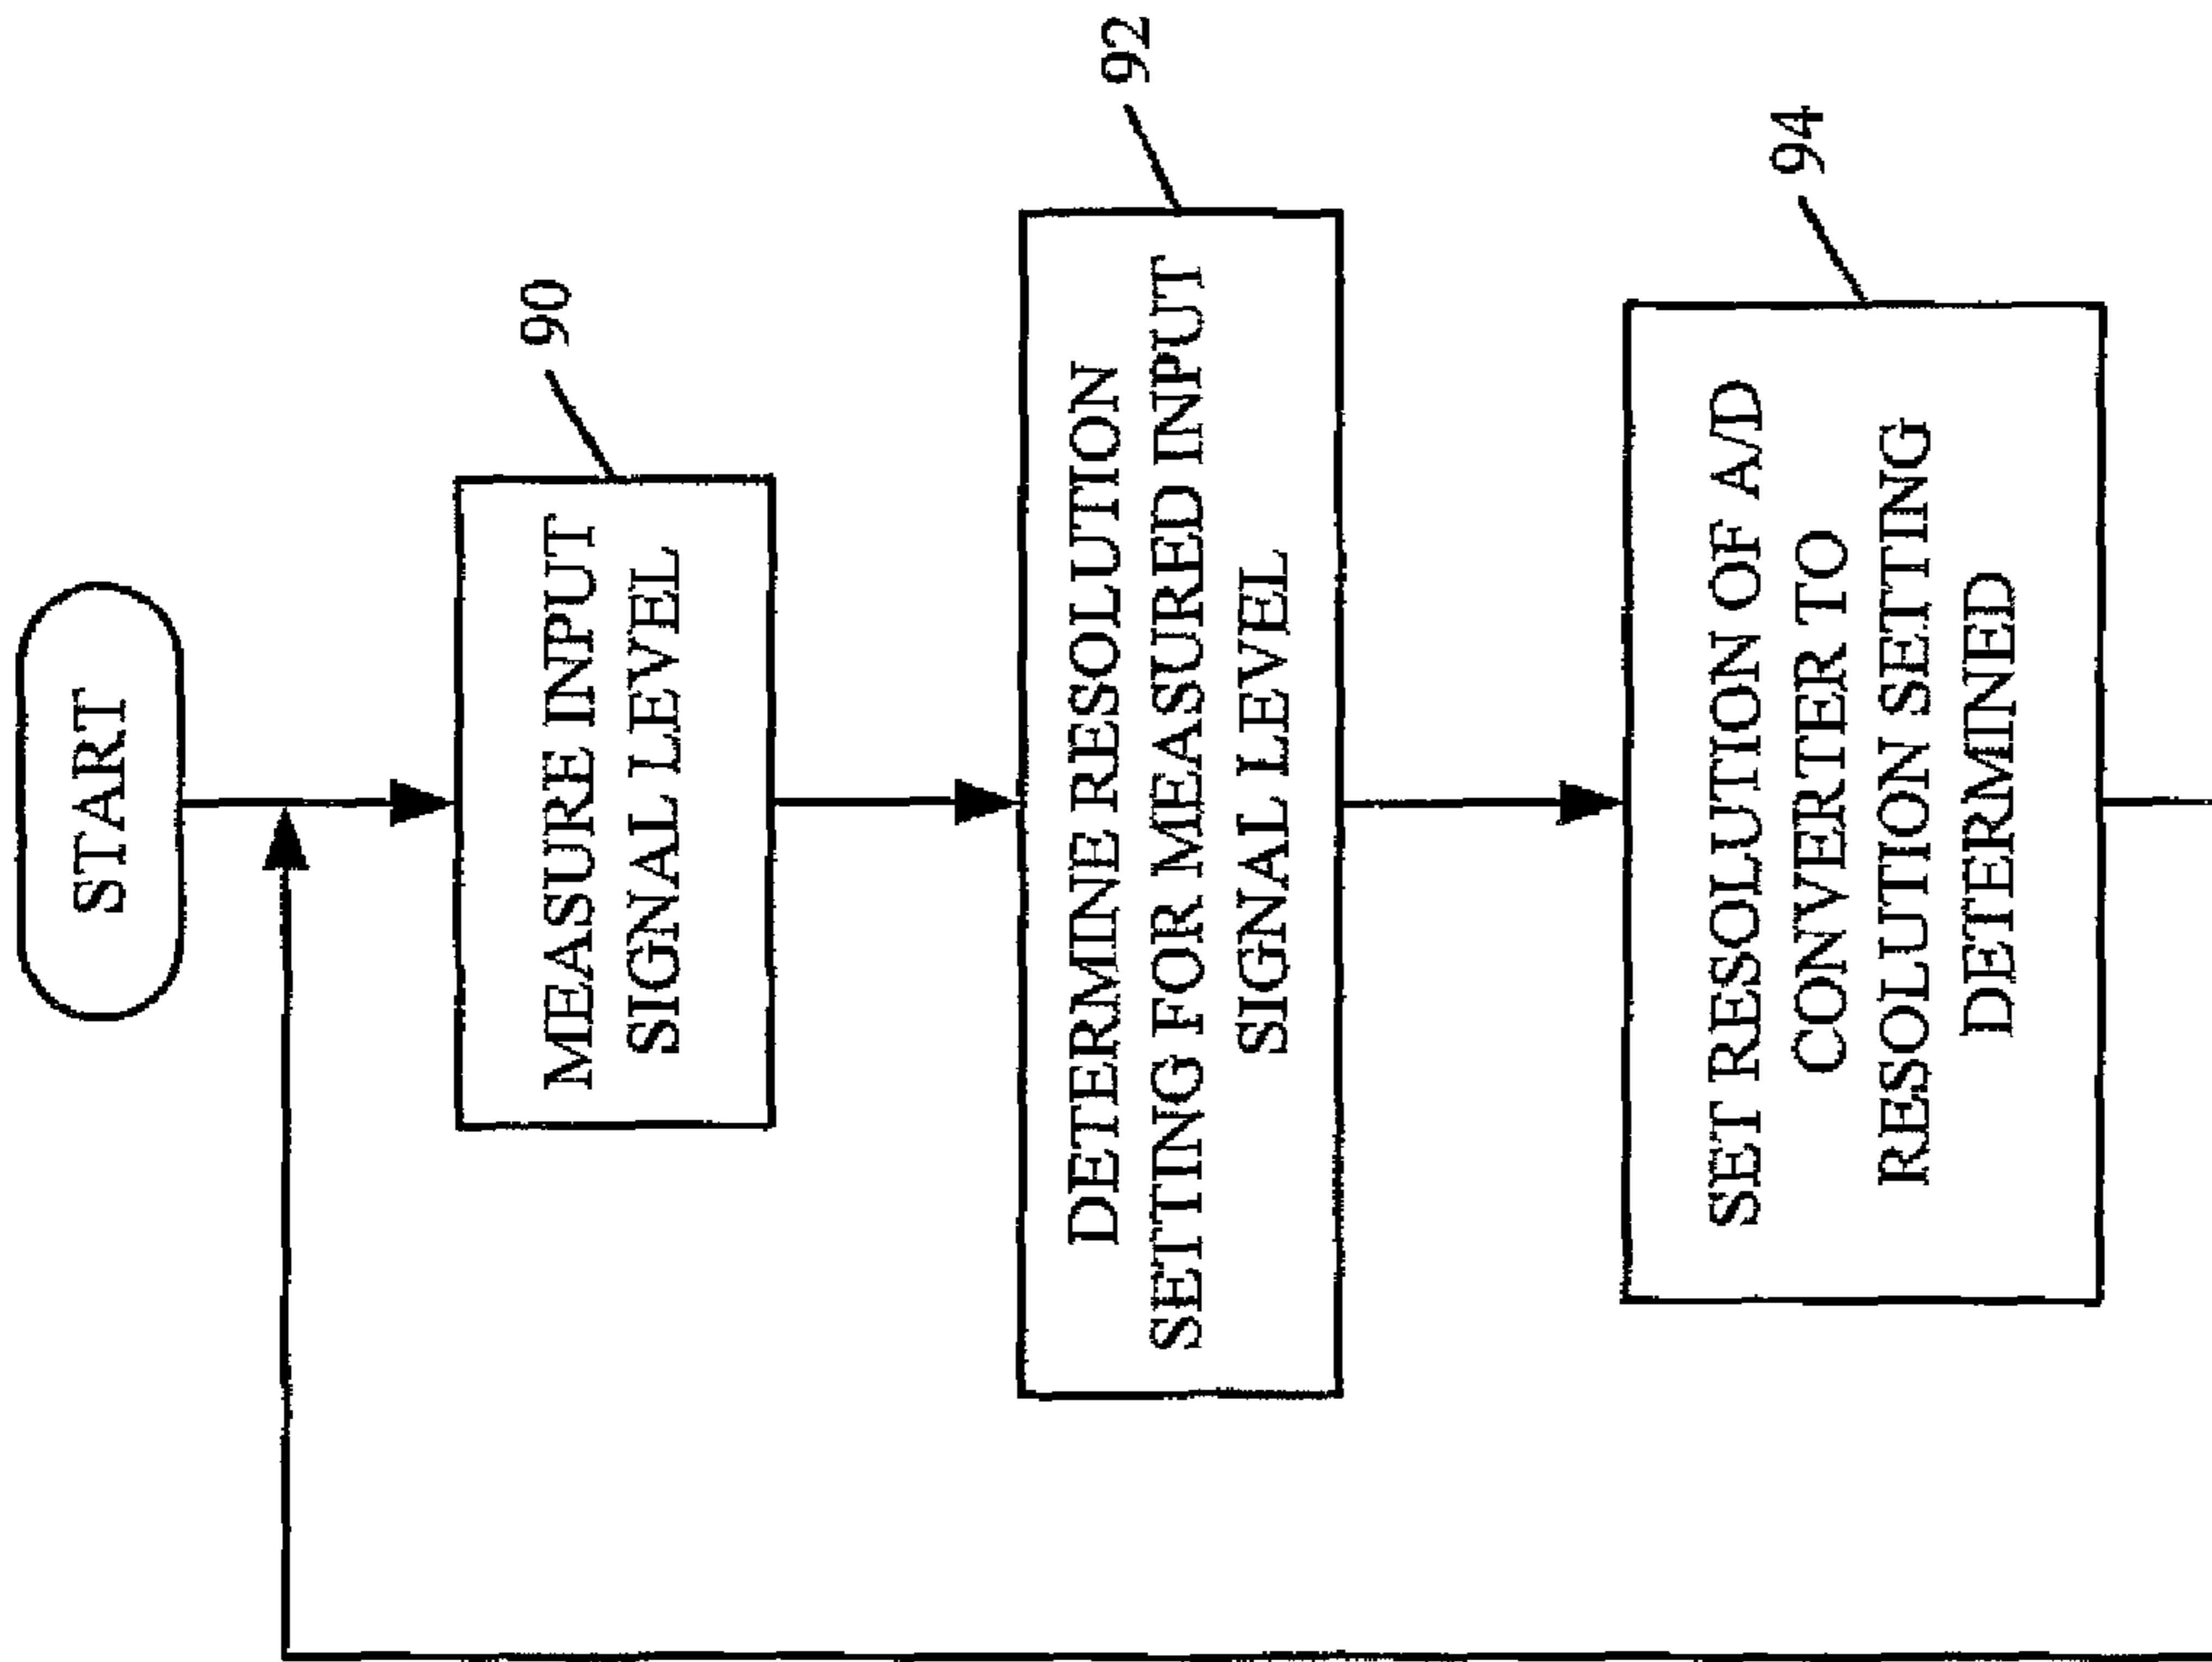 START
MEASURE INPUT
SIGNAL LEVEL
90
DETERMINE RESOLUTION
SETTING FOR MEASURED INPUT
SIGNAL LEVEL
92
SET RESOLUTION OF A/D
CONVERTER TO
RESOLUTION SETTING
DETERMINED
94